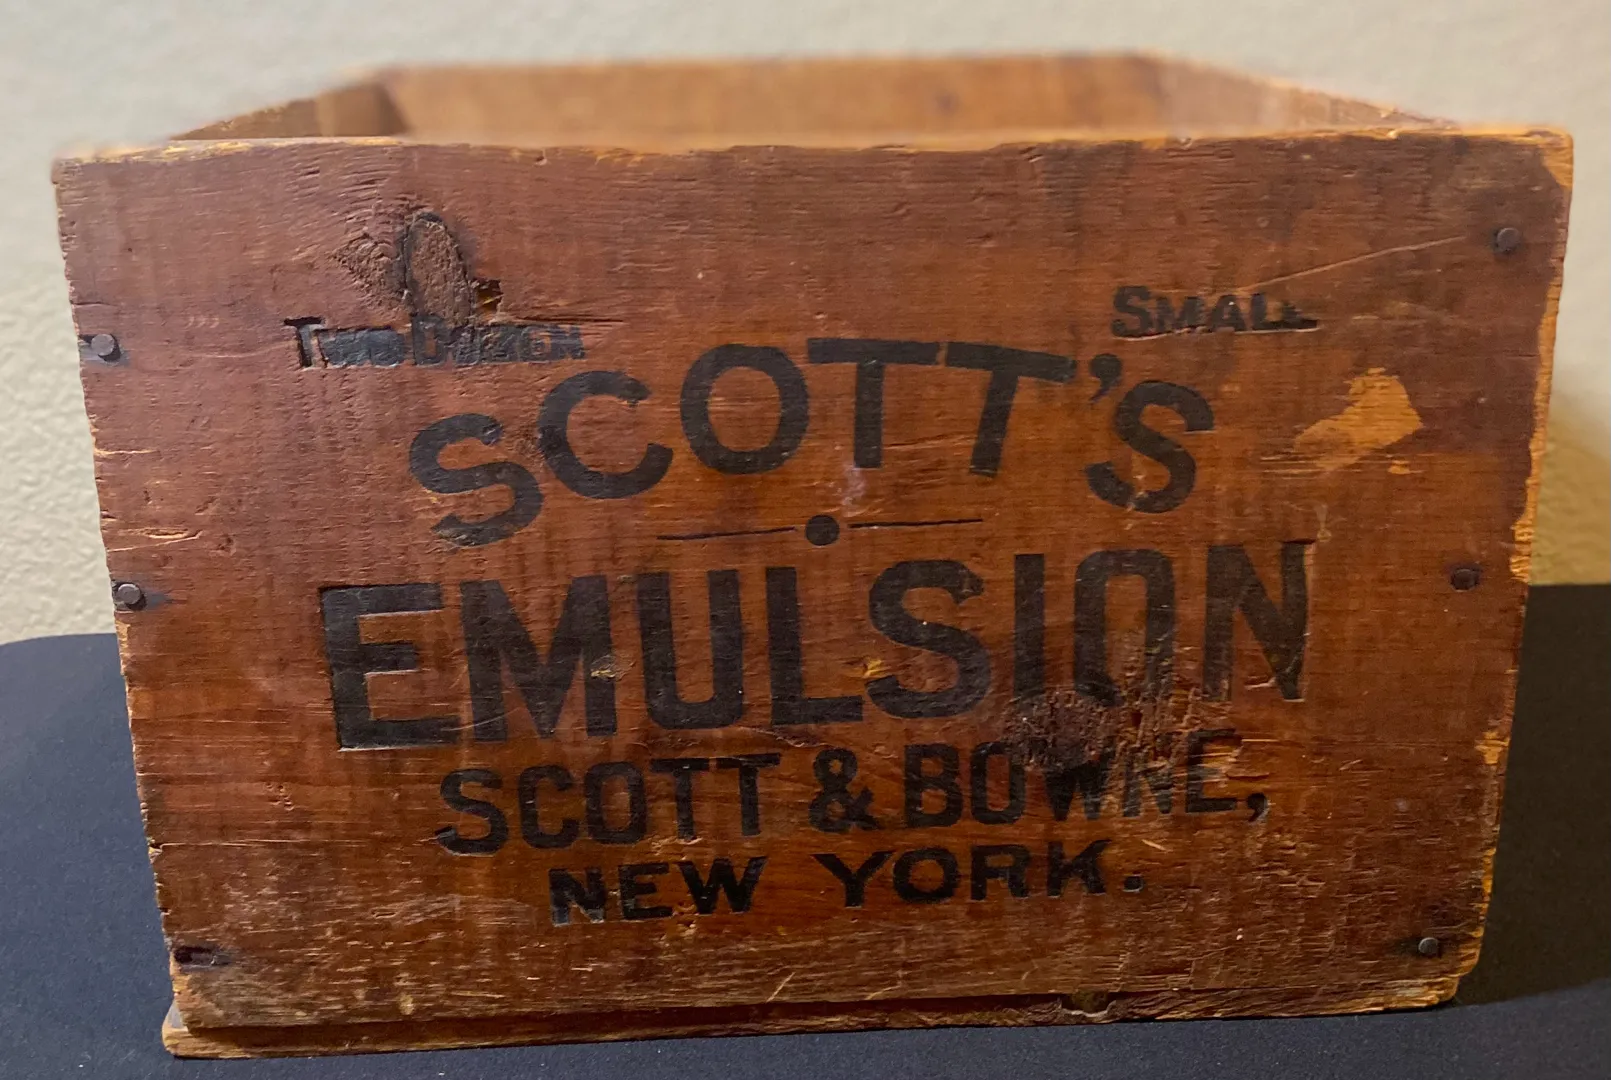 TWO DOZEN
SMALL
SCOTT'S
EMULSION
SCOTT & BOWNE,
NEW YORK.